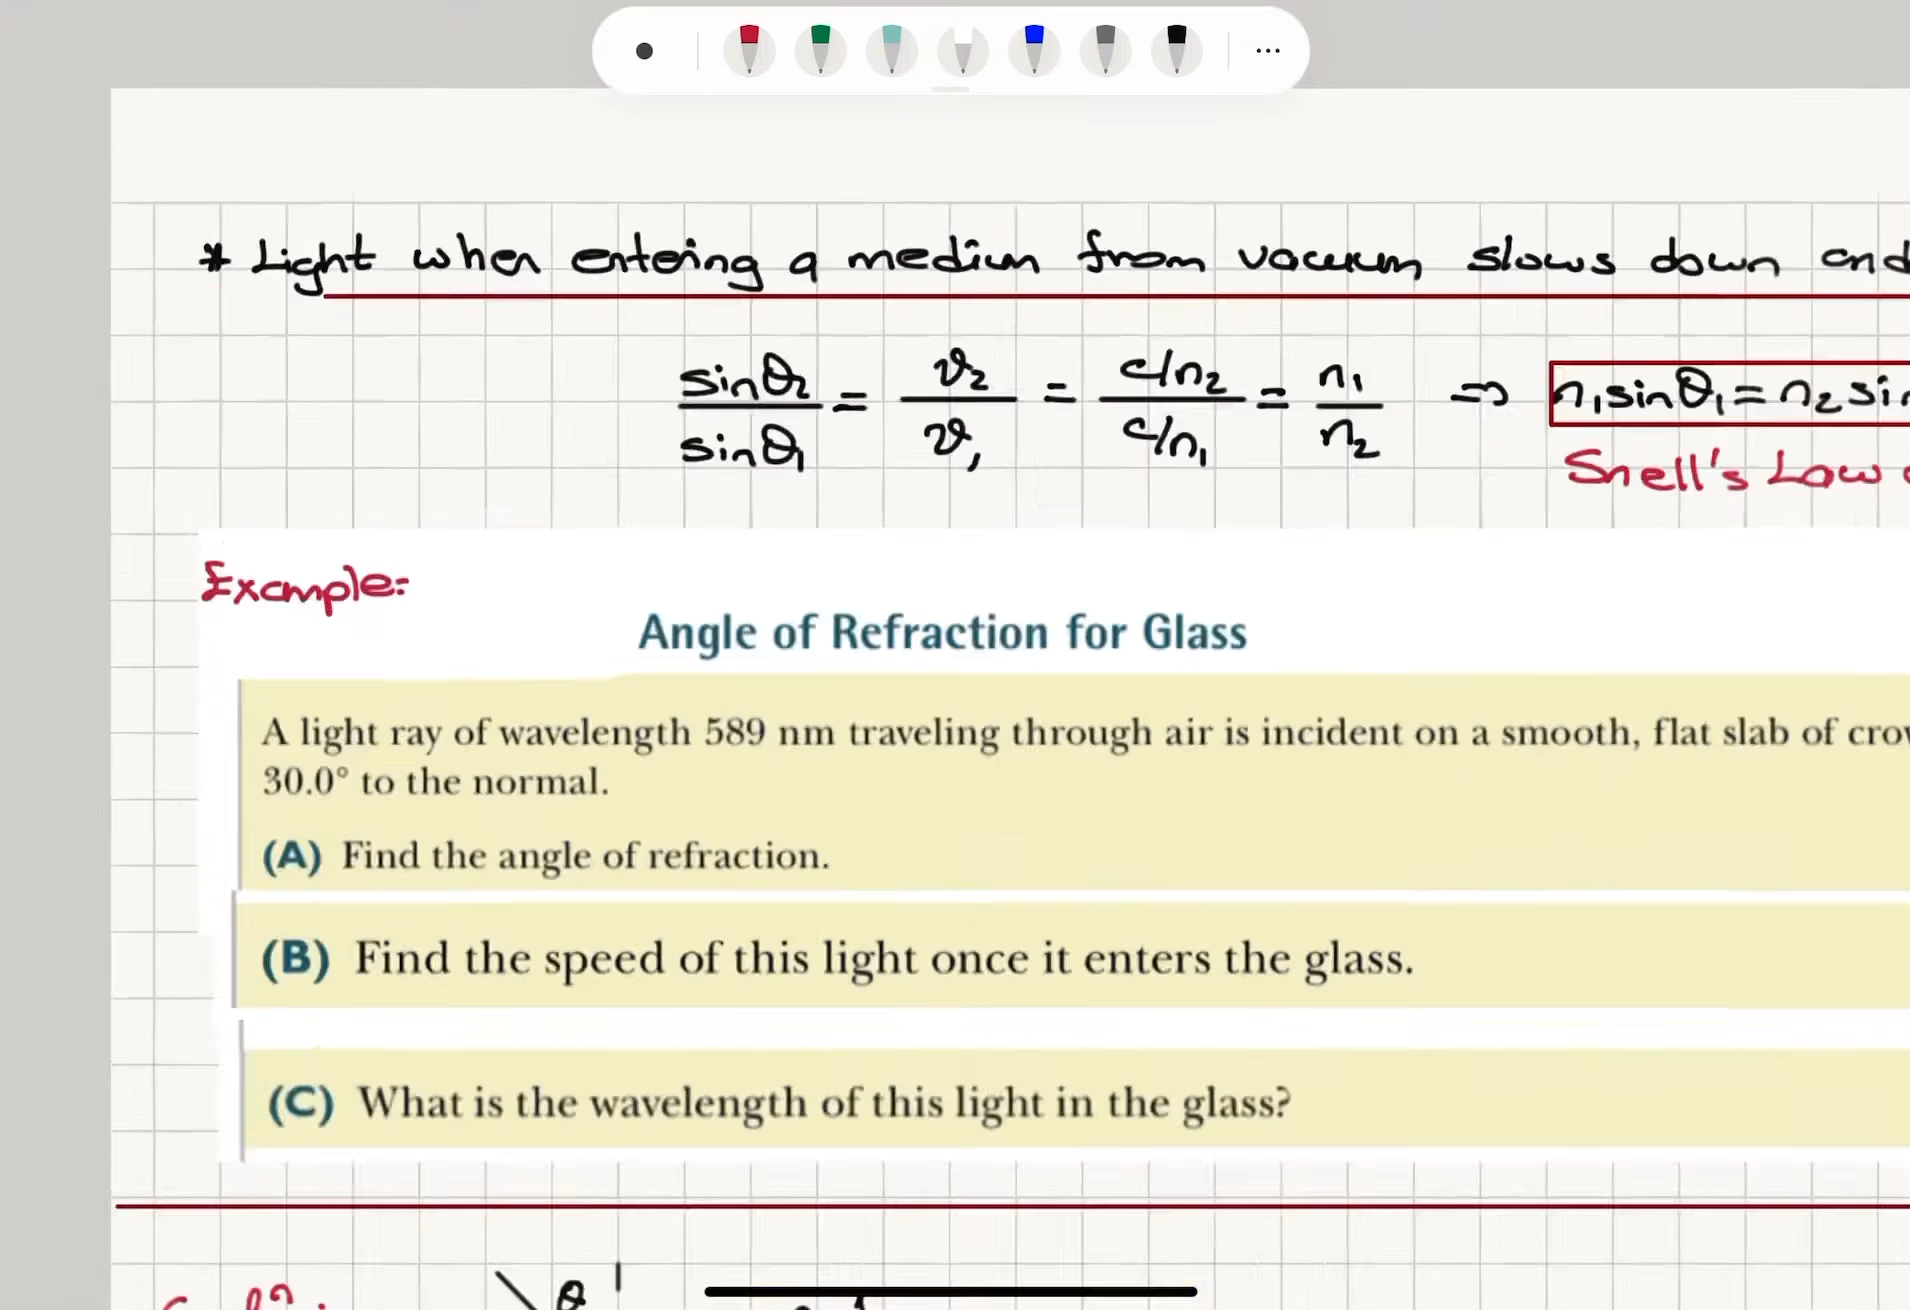 * Light when entering a medium from vacuum slows down and
sinθ2/sinθ1 = v2/v1 = c/n2 / c/n1 = n1/n2 ⇒ n1sinθ1 = n2 sin
Snell's Law
Example:
Angle of Refraction for Glass
A light ray of wavelength 589 nm traveling through air is incident on a smooth, flat slab of crow
30.0° to the normal.
(A) Find the angle of refraction.
(B) Find the speed of this light once it enters the glass.
(C) What is the wavelength of this light in the glass?
θ